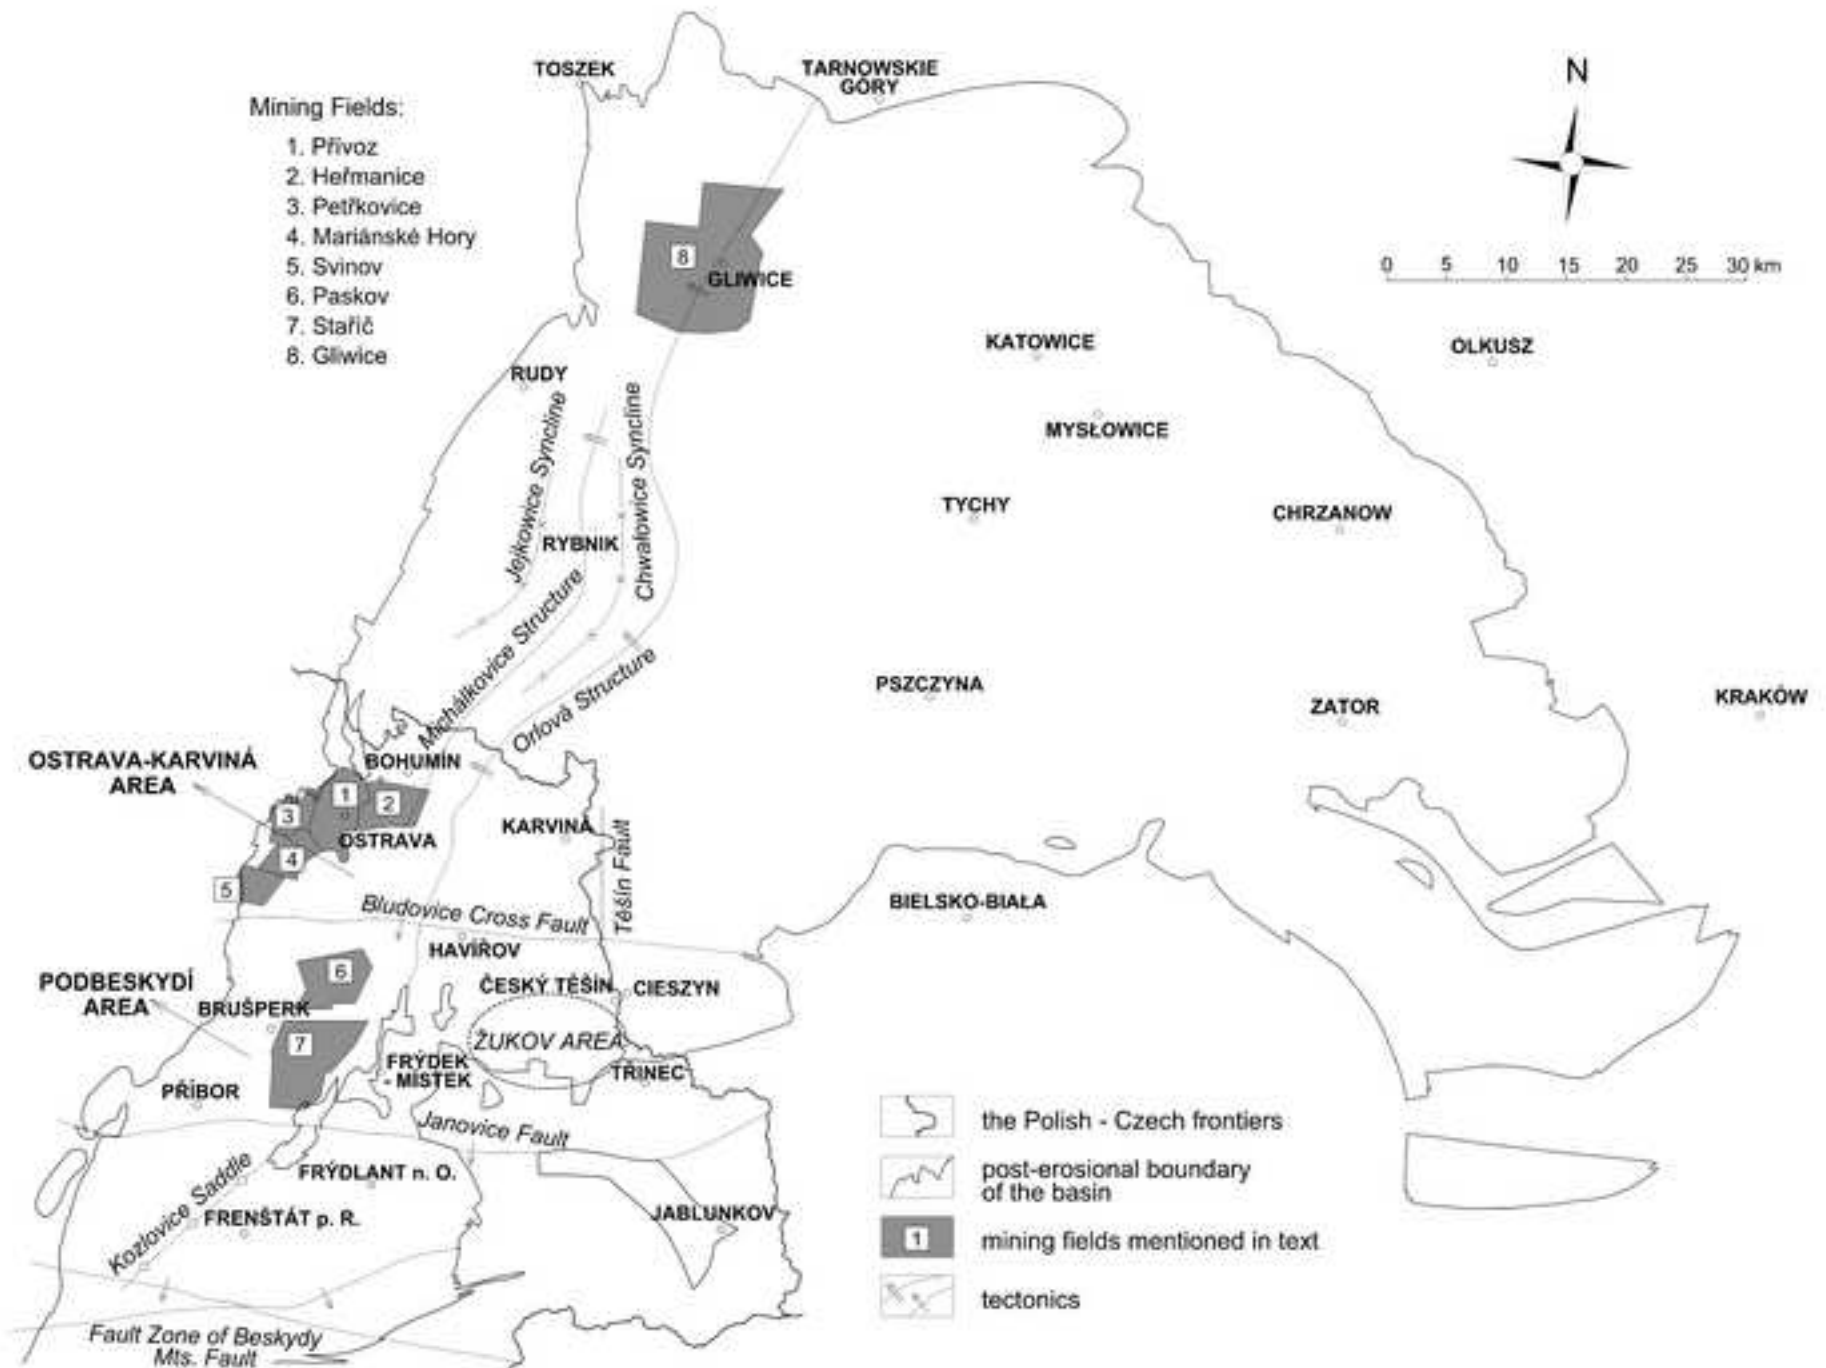 TOSZEK
TARNOWSKIE
GÓRY
N
Mining Fields:
1. Přívoz
2. Heřmanice
3. Petřkovice
4. Mariánské Hory
5. Svinov
6. Paskov
7. Staříč
8. Gliwice
8
GLIWICE
0 5 10 15 20 25 30 km
KATOWICE
OLKUSZ
RUDY
MYSŁOWICE
Jejkowice Syncline
Chwałowice Syncline
TYCHY
CHRZANOW
RYBNIK
Michálkovice Structure
Orlová Structure
PSZCZYNA
ZATOR
KRAKÓW
OSTRAVA-KARVINÁ
AREA
BOHUMÍN
1
2
3
OSTRAVA
KARVINÁ
Těšín Fault
4
5
Bludovice Cross Fault
BIELSKO-BIAŁA
HAVÍŘOV
6
PODBESKYDÍ
AREA
ČESKÝ TĚŠÍN
CIESZYN
BRUŠPERK
7
ŽUKOV AREA
FRÝDEK
- MÍSTEK
TŘINEC
PŘÍBOR
Janovice Fault
the Polish - Czech frontiers
Kozlovice Saddle
FRÝDLANT n. O.
post-erosional boundary
of the basin
FRENŠTÁT p. R.
JABLUNKOV
1
mining fields mentioned in text
tectonics
Fault Zone of Beskydy
Mts. Fault